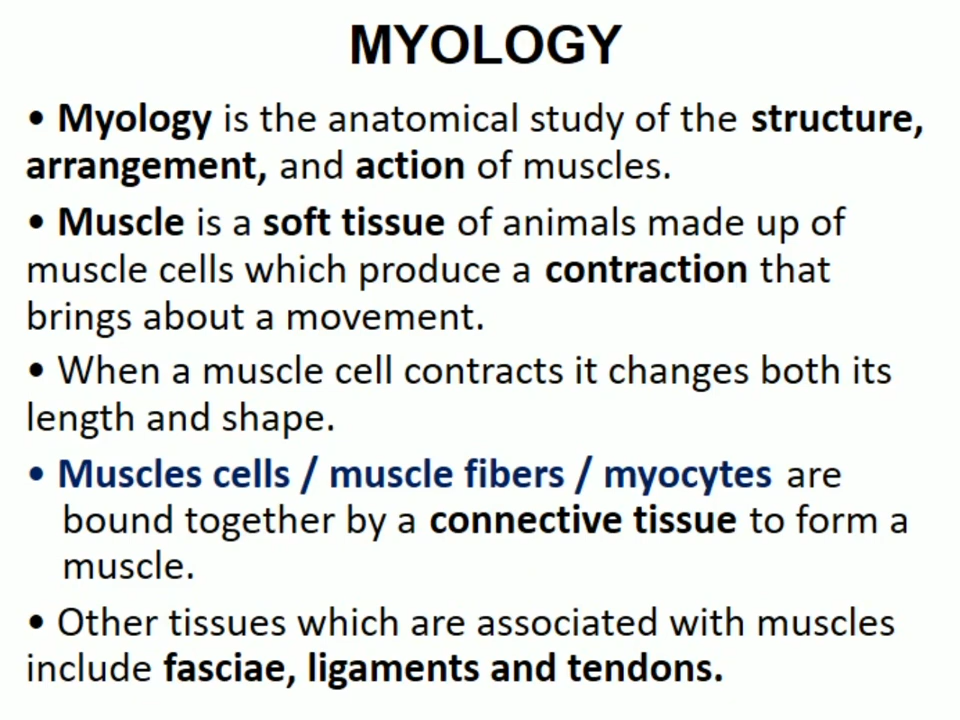 MYOLOGY
• Myology is the anatomical study of the structure,
arrangement, and action of muscles.
• Muscle is a soft tissue of animals made up of
muscle cells which produce a contraction that
brings about a movement.
• When a muscle cell contracts it changes both its
length and shape.
• Muscles cells / muscle fibers / myocytes are
bound together by a connective tissue to form a
muscle.
• Other tissues which are associated with muscles
include fasciae, ligaments and tendons.